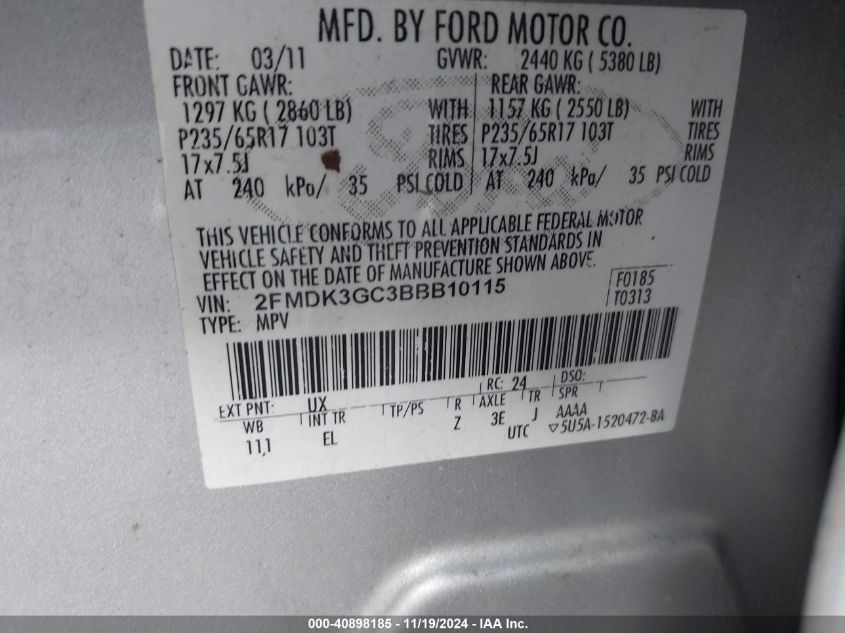 MFD. BY FORD MOTOR CO.
DATE: 03/11 GVWR: 2440 KG ( 5380 LB)
FRONT GAWR: REAR GAWR:
1297 KG ( 2860 LB) WITH 1157 KG ( 2550 LB) WITH
P235/65R17 103T TIRES P235/65R17 103T TIRES
17x7.5J RIMS 17x7.5J RIMS
AT 240 kPa/ 35 PSI COLD AT 240 kPa/ 35 PSI COLD
THIS VEHICLE CONFORMS TO ALL APPLICABLE FEDERAL MOTOR
VEHICLE SAFETY AND THEFT PREVENTION STANDARDS IN
EFFECT ON THE DATE OF MANUFACTURE SHOWN ABOVE.
VIN: 2FMDK3GC3BBB10115 F0185
TYPE: MPV T0313
EXT PNT: UX RC: 24 DSO:
WB INT TR TP/PS R AXLE TR SPR
11,1 EL Z 3E J AAAA
UTC ▽5U5A-1520472-BA
000-40898185 - 11/19/2024 - IAA Inc.